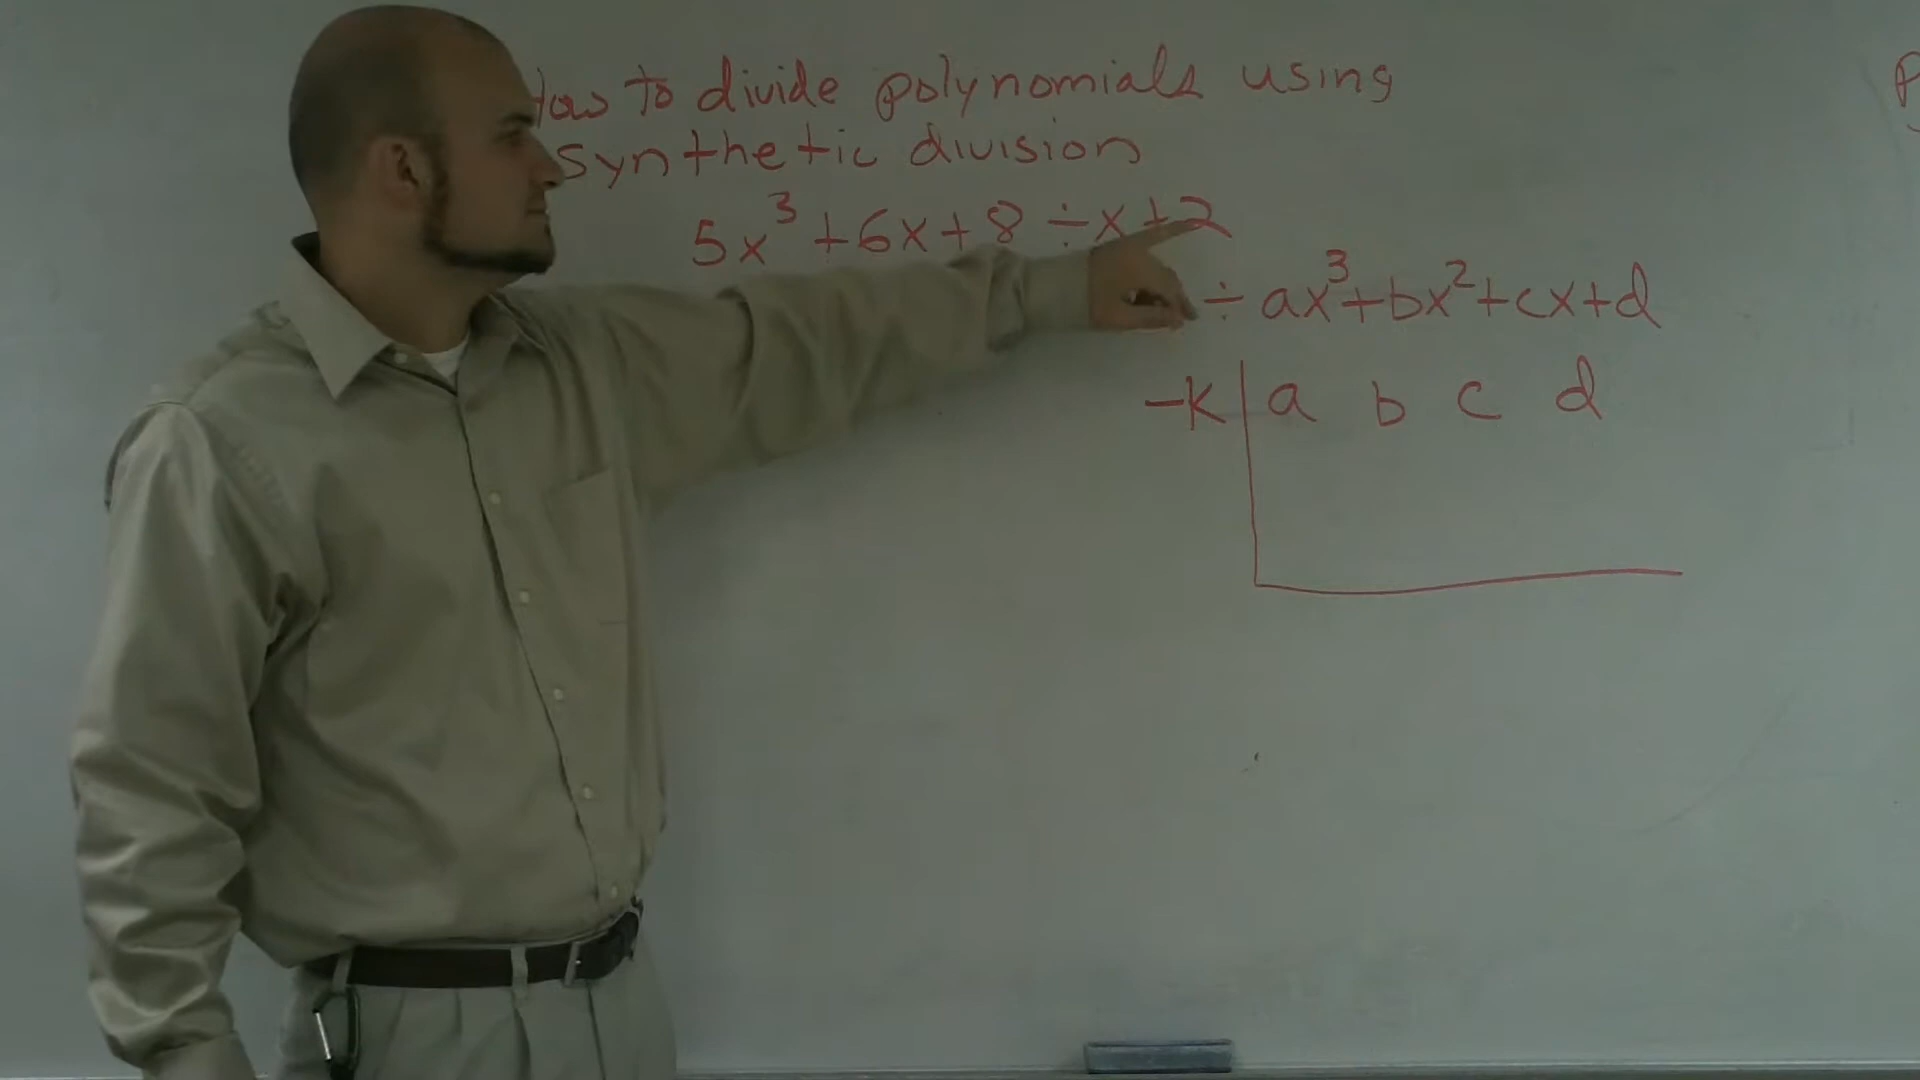 How to divide polynomials using
synthetic division
5x³ + 6x + 8 ÷ x + 2
÷ ax³ + bx² + cx + d
-k | a b c d